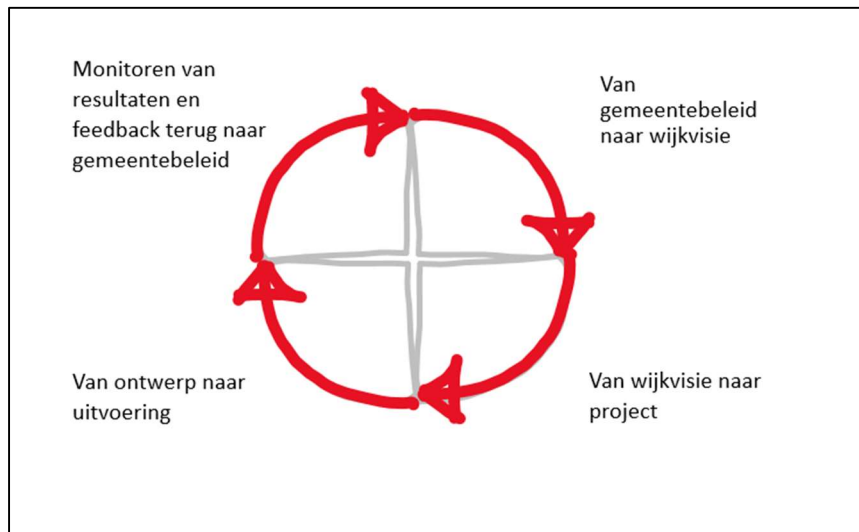 Monitoren van
resultaten en
feedback terug naar
gemeentebeleid
Van
gemeentebeleid
naar wijkvisie
Van ontwerp naar
uitvoering
Van wijkvisie naar
project